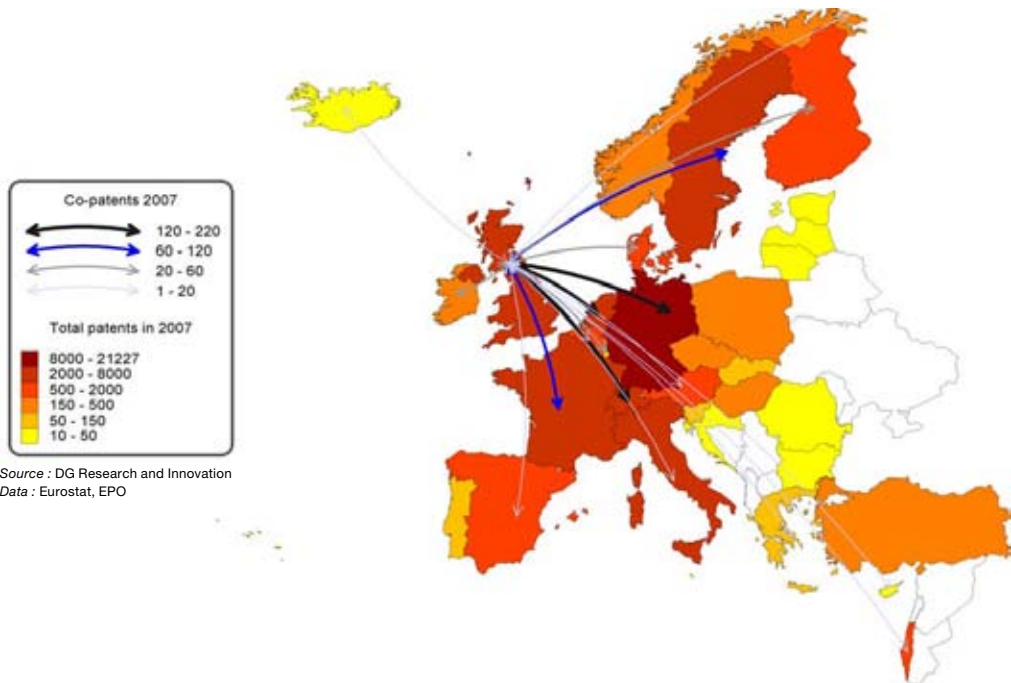 Co-patents 2007
120 - 220
60 - 120
20 - 60
1 - 20
Total patents in 2007
8000 - 21227
2000 - 8000
500 - 2000
150 - 500
50 - 150
10 - 50
Source : DG Research and Innovation
Data : Eurostat, EPO